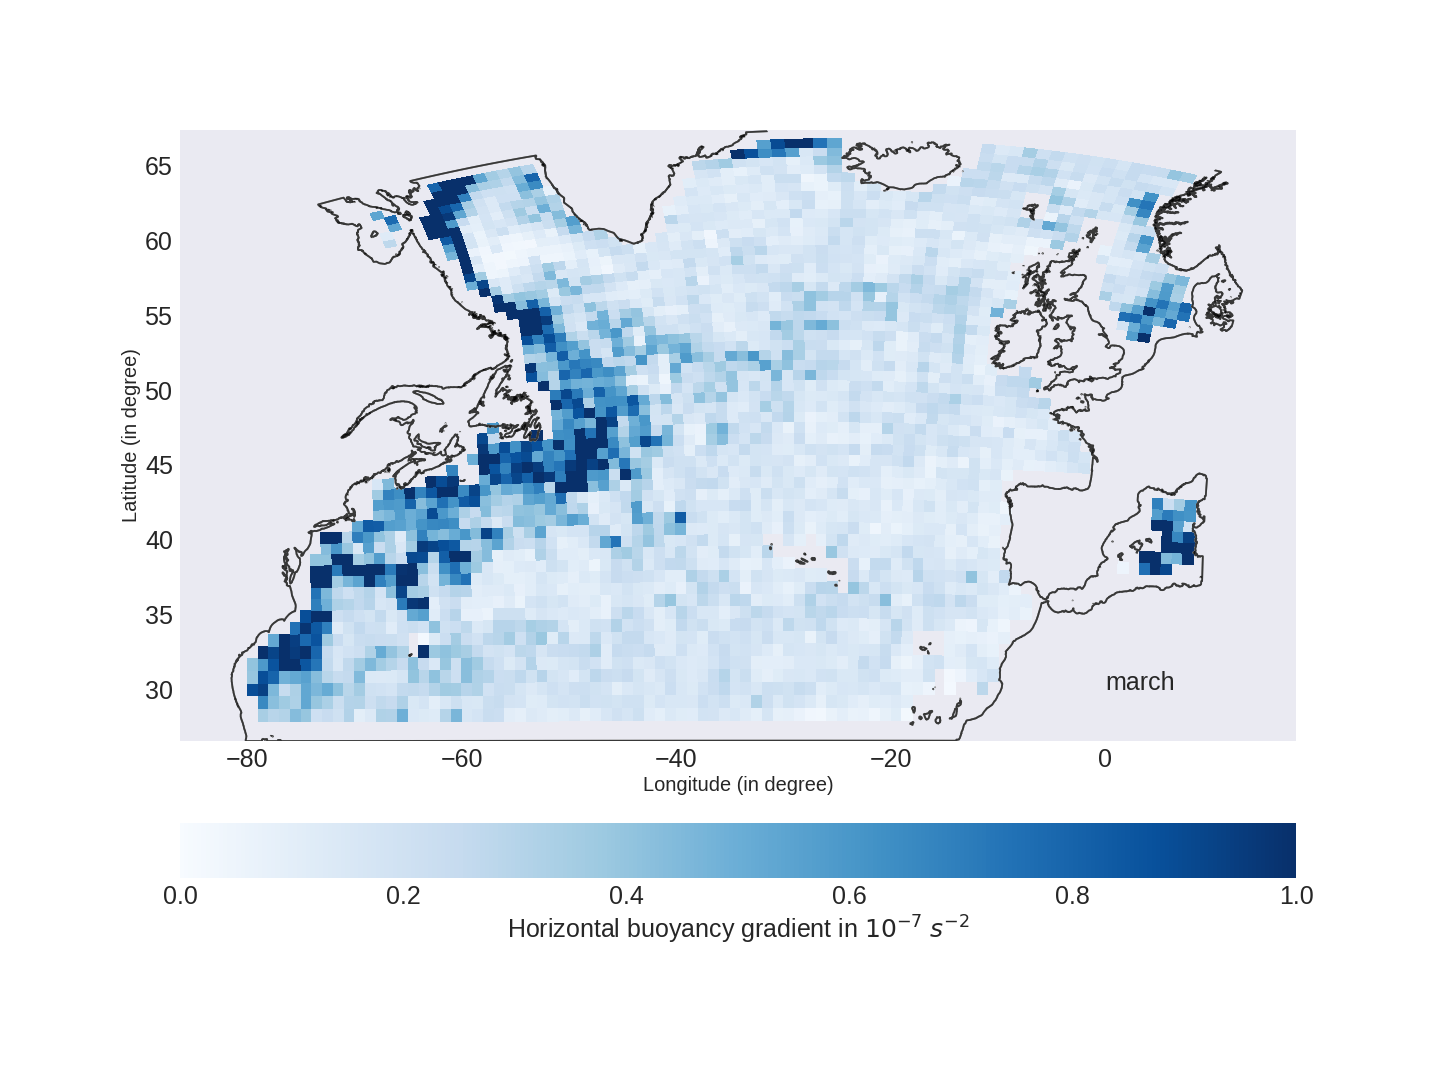 65
60
55
50
45
40
35
30
Latitude (in degree)
march
−80 −60 −40 −20 0
Longitude (in degree)
0.0 0.2 0.4 0.6 0.8 1.0
Horizontal buoyancy gradient in 10⁻⁷ s⁻²